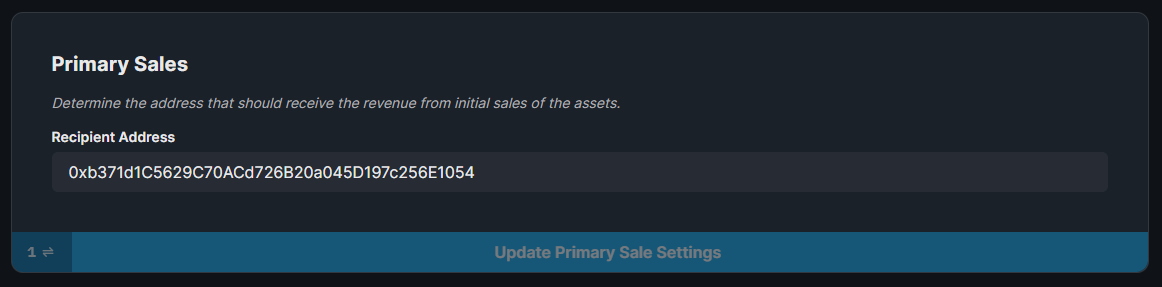 Primary Sales
Determine the address that should receive the revenue from initial sales of the assets.
Recipient Address
0xb371d1C5629C70ACd726B20a045D197c256E1054
1 ⇌ Update Primary Sale Settings